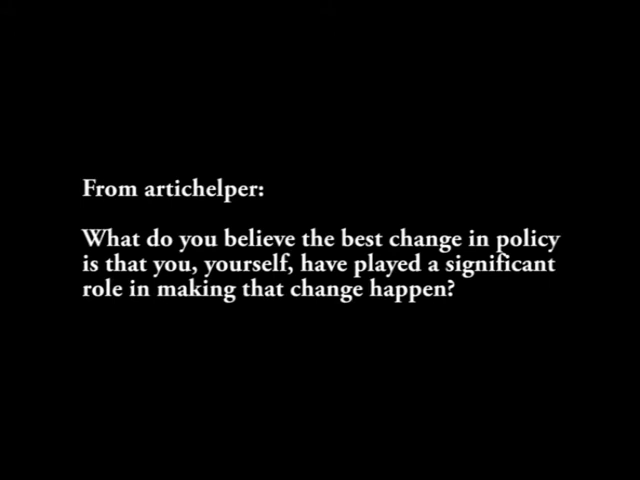 From artichelper:
What do you believe the best change in policy
is that you, yourself, have played a significant
role in making that change happen?